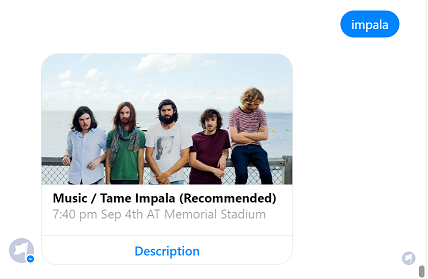 impala
Music / Tame Impala (Recommended)
7:40 pm Sep 4th AT Memorial Stadium
Description